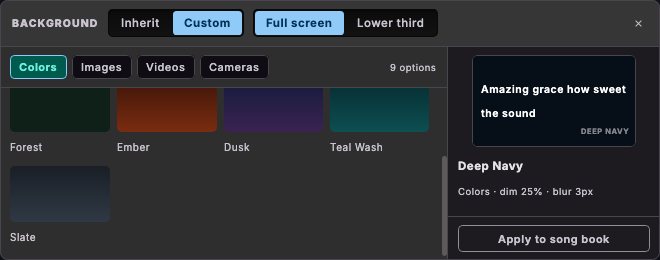 BACKGROUND Inherit Custom Full screen Lower third ×
Colors Images Videos Cameras 9 options
Forest Ember Dusk Teal Wash
Slate
Amazing grace how sweet
the sound
DEEP NAVY
Deep Navy
Colors · dim 25% · blur 3px
Apply to song book